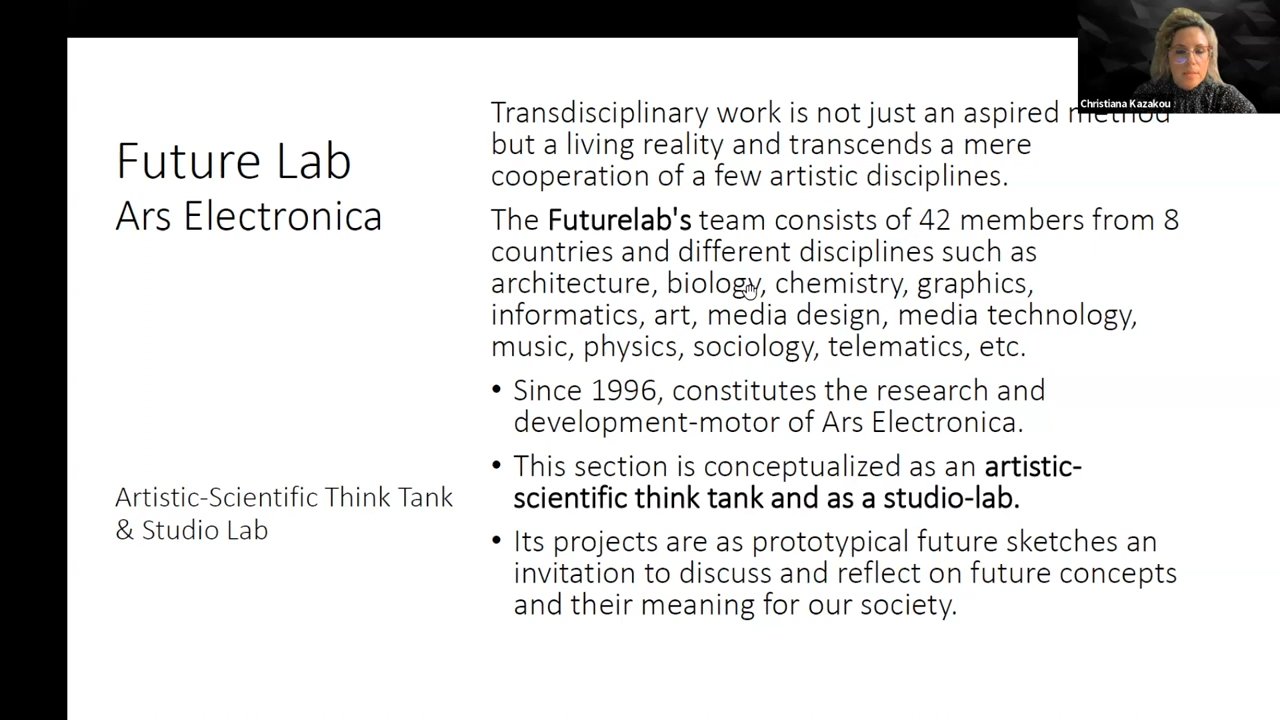 Christiana Kazakou
Future Lab
Ars Electronica
Artistic-Scientific Think Tank
& Studio Lab
Transdisciplinary work is not just an aspired method
but a living reality and transcends a mere
cooperation of a few artistic disciplines.
The Futurelab's team consists of 42 members from 8
countries and different disciplines such as
architecture, biology, chemistry, graphics,
informatics, art, media design, media technology,
music, physics, sociology, telematics, etc.
• Since 1996, constitutes the research and
development-motor of Ars Electronica.
• This section is conceptualized as an artistic-
scientific think tank and as a studio-lab.
• Its projects are as prototypical future sketches an
invitation to discuss and reflect on future concepts
and their meaning for our society.